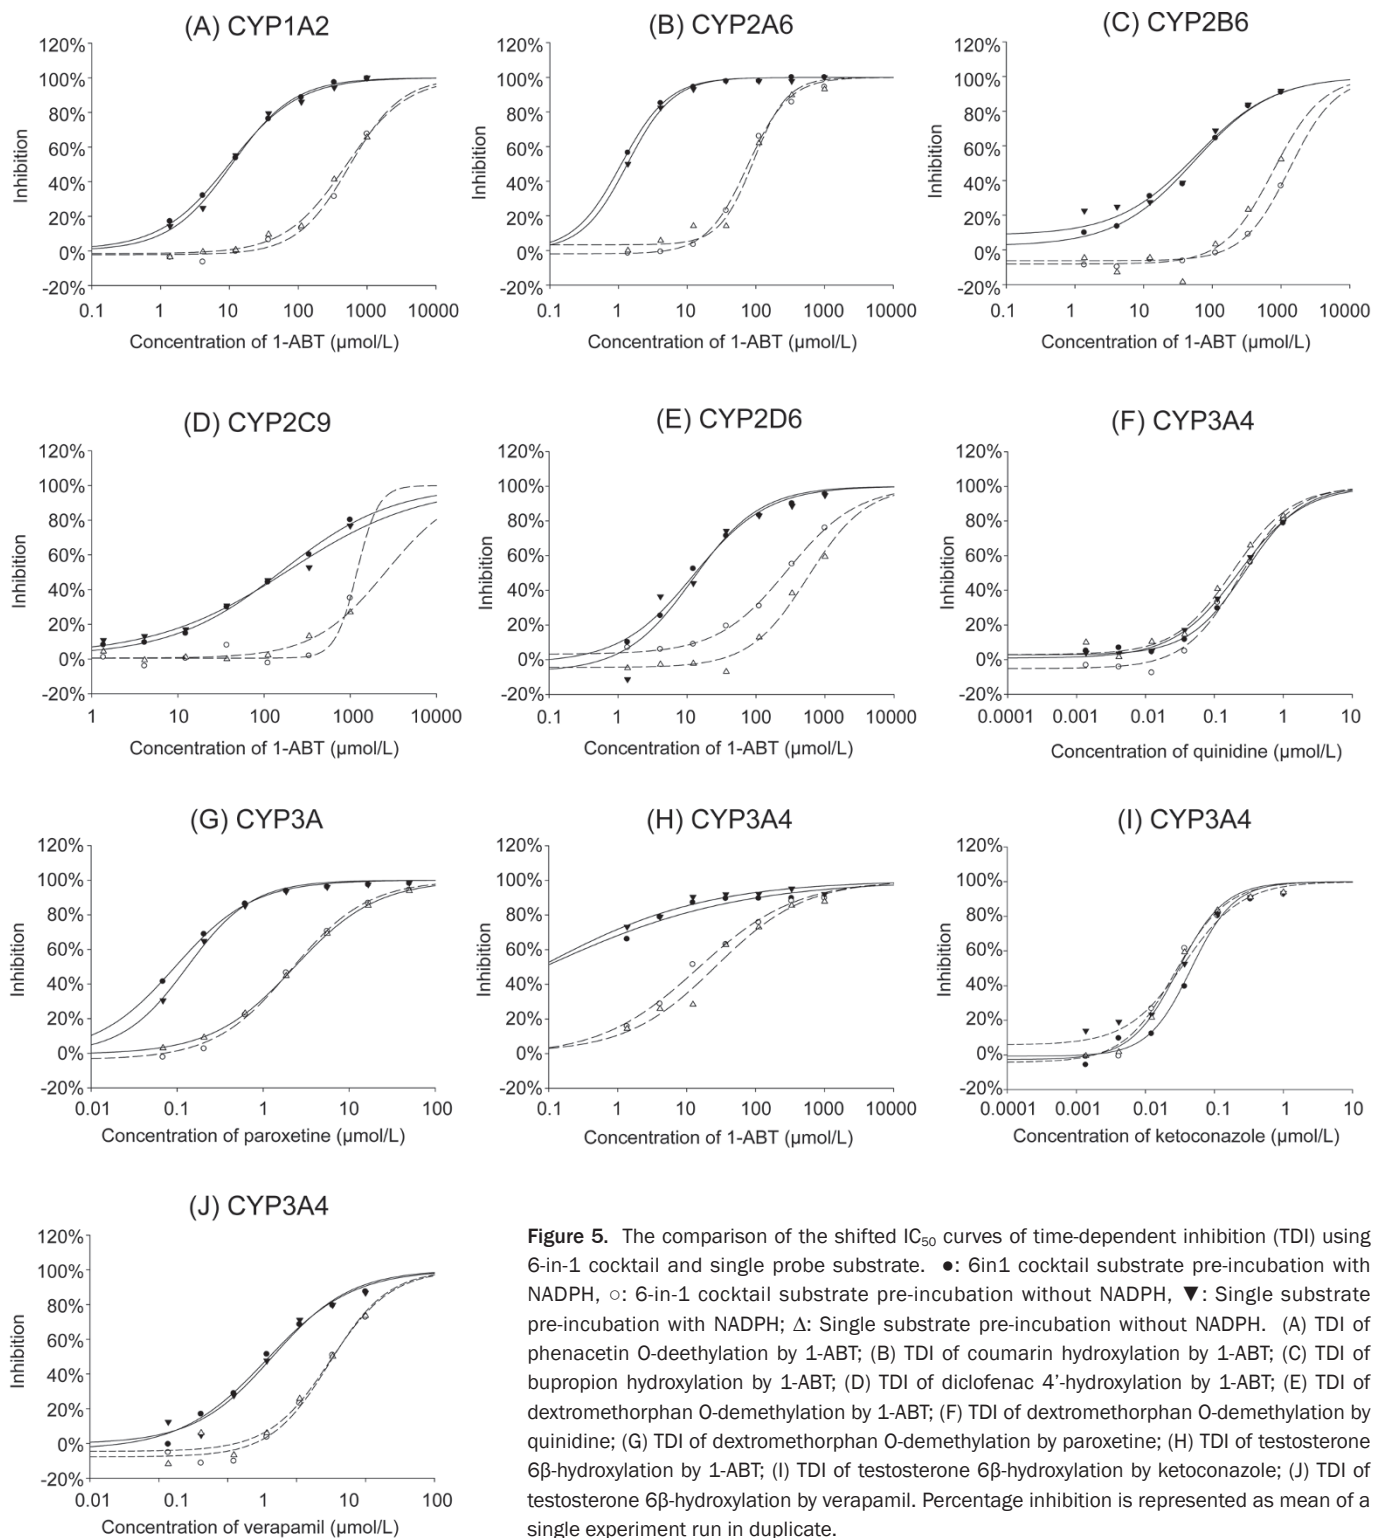 (A) CYP1A2
120%
100%
80%
60%
40%
20%
0%
-20%
Inhibition
0.1 1 10 100 1000 10000
Concentration of 1-ABT (µmol/L)
(B) CYP2A6
120%
100%
80%
60%
40%
20%
0%
-20%
Inhibition
0.1 1 10 100 1000 10000
Concentration of 1-ABT (µmol/L)
(C) CYP2B6
120%
100%
80%
60%
40%
20%
0%
-20%
Inhibition
0.1 1 10 100 1000 10000
Concentration of 1-ABT (µmol/L)
(D) CYP2C9
120%
100%
80%
60%
40%
20%
0%
-20%
Inhibition
1 10 100 1000 10000
Concentration of 1-ABT (µmol/L)
(E) CYP2D6
120%
100%
80%
60%
40%
20%
0%
-20%
Inhibition
0.1 1 10 100 1000 10000
Concentration of 1-ABT (µmol/L)
(F) CYP3A4
120%
100%
80%
60%
40%
20%
0%
-20%
Inhibition
0.0001 0.001 0.01 0.1 1 10
Concentration of quinidine (µmol/L)
(G) CYP3A
120%
100%
80%
60%
40%
20%
0%
-20%
Inhibition
0.01 0.1 1 10 100
Concentration of paroxetine (µmol/L)
(H) CYP3A4
120%
100%
80%
60%
40%
20%
0%
-20%
Inhibition
0.1 1 10 100 1000 10000
Concentration of 1-ABT (µmol/L)
(I) CYP3A4
120%
100%
80%
60%
40%
20%
0%
-20%
Inhibition
0.0001 0.001 0.01 0.1 1 10
Concentration of ketoconazole (µmol/L)
(J) CYP3A4
120%
100%
80%
60%
40%
20%
0%
-20%
Inhibition
0.01 0.1 1 10 100
Concentration of verapamil (µmol/L)
Figure 5. The comparison of the shifted IC₅₀ curves of time-dependent inhibition (TDI) using
6-in-1 cocktail and single probe substrate. ●: 6in1 cocktail substrate pre-incubation with
NADPH, ○: 6-in-1 cocktail substrate pre-incubation without NADPH, ▼: Single substrate
pre-incubation with NADPH; Δ: Single substrate pre-incubation without NADPH. (A) TDI of
phenacetin O-deethylation by 1-ABT; (B) TDI of coumarin hydroxylation by 1-ABT; (C) TDI of
bupropion hydroxylation by 1-ABT; (D) TDI of diclofenac 4’-hydroxylation by 1-ABT; (E) TDI of
dextromethorphan O-demethylation by 1-ABT; (F) TDI of dextromethorphan O-demethylation by
quinidine; (G) TDI of dextromethorphan O-demethylation by paroxetine; (H) TDI of testosterone
6β-hydroxylation by 1-ABT; (I) TDI of testosterone 6β-hydroxylation by ketoconazole; (J) TDI of
testosterone 6β-hydroxylation by verapamil. Percentage inhibition is represented as mean of a
single experiment run in duplicate.